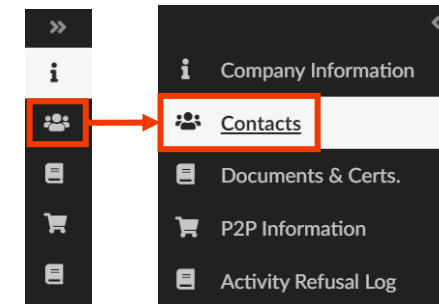 Company Information
Contacts
Documents & Certs.
P2P Information
Activity Refusal Log